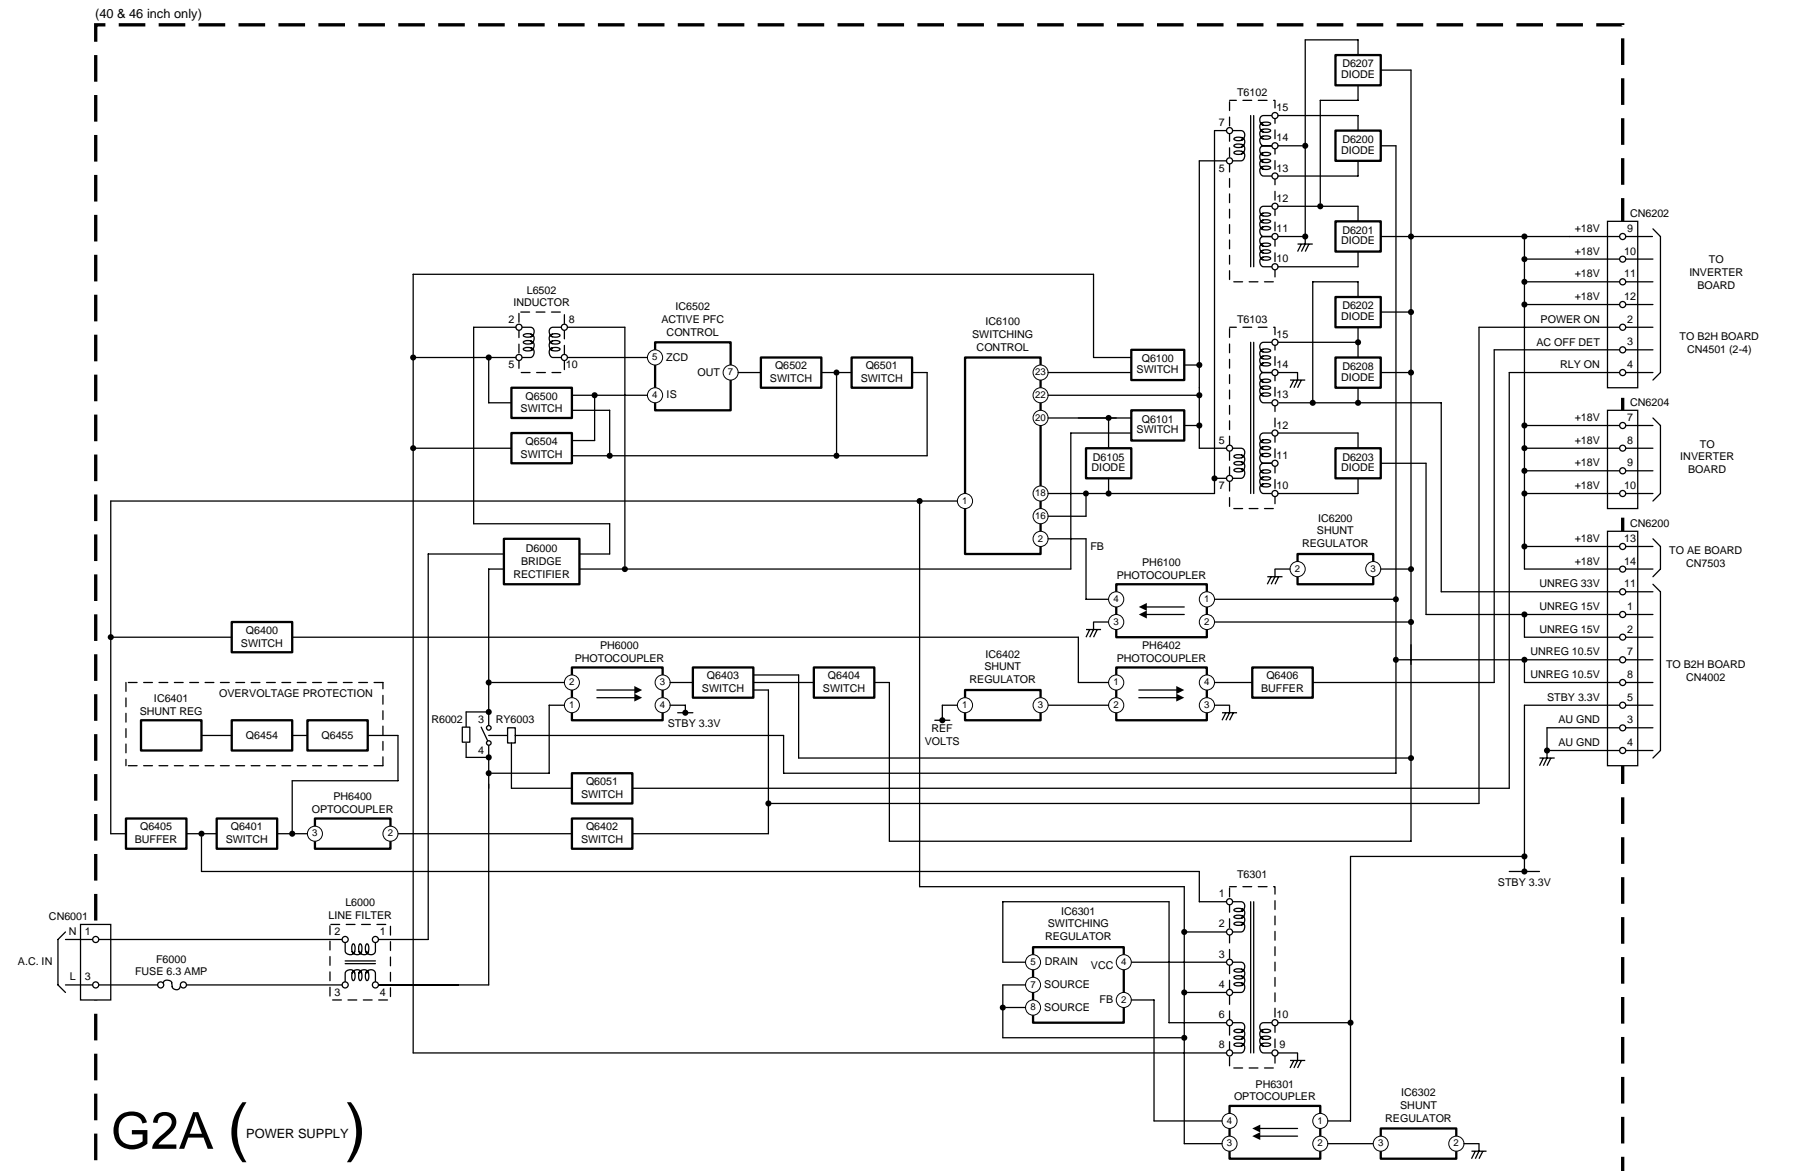 (40 & 46 inch only)
D6207
DIODE
T6102
15
7
D6200
DIODE
14
5
13
12
CN6202
+18V
9
11
D6201
DIODE
+18V
10
10
TO
INVERTER
BOARD
+18V
11
L6502
INDUCTOR
IC6502
ACTIVE PFC
CONTROL
+18V
12
D6202
DIODE
2
8
IC6100
SWITCHING
CONTROL
T6103
POWER ON
2
TO B2H BOARD
CN4501 (2-4)
15
AC OFF DET
3
5
10
5
ZCD
Q6100
SWITCH
14
D6208
DIODE
RLY ON
4
OUT
7
Q6502
SWITCH
Q6501
SWITCH
23
Q6500
SWITCH
4
IS
22
13
CN6204
20
Q6101
SWITCH
+18V
7
12
Q6504
SWITCH
5
+18V
8
TO
INVERTER
BOARD
D6105
DIODE
11
D6203
DIODE
+18V
9
7
10
18
+18V
10
1
16
IC6200
SHUNT
REGULATOR
CN6200
2
FB
+18V
13
TO AE BOARD
CN7503
D6000
BRIDGE
RECTIFIER
PH6100
PHOTOCOUPLER
2
3
+18V
14
UNREG 33V
11
4
1
UNREG 15V
1
3
2
UNREG 15V
2
Q6400
SWITCH
PH6000
PHOTOCOUPLER
IC6402
SHUNT
REGULATOR
PH6402
PHOTOCOUPLER
UNREG 10.5V
7
TO B2H BOARD
CN4002
2
3
Q6403
SWITCH
Q6404
SWITCH
1
4
Q6406
BUFFER
UNREG 10.5V
8
OVERVOLTAGE PROTECTION
IC6401
SHUNT REG
1
4
STBY 3.3V
1
3
2
3
STBY 3.3V
5
R6002
3
RY6003
REF
VOLTS
AU GND
3
Q6454
Q6455
4
AU GND
4
Q6051
SWITCH
PH6400
OPTOCOUPLER
Q6405
BUFFER
Q6401
SWITCH
3
2
Q6402
SWITCH
STBY 3.3V
T6301
1
L6000
LINE FILTER
IC6301
SWITCHING
REGULATOR
CN6001
N
1
2
1
2
A.C. IN
F6000
FUSE 6.3 AMP
5
DRAIN
VCC
4
3
L
3
3
4
7
SOURCE
4
FB
2
8
SOURCE
6
10
8
9
PH6301
OPTOCOUPLER
IC6302
SHUNT
REGULATOR
4
1
3
2
3
2
G2A (POWER SUPPLY)